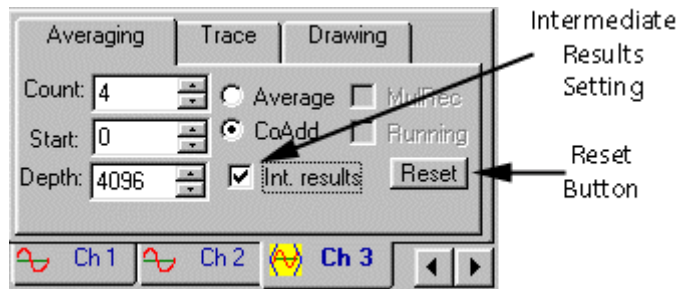 Averaging Trace Drawing
Count: 4 Average MulRec
Start: 0 CoAdd Running
Depth: 4096 Int. results Reset
Ch 1 Ch 2 Ch 3
Intermediate
Results
Setting
Reset
Button